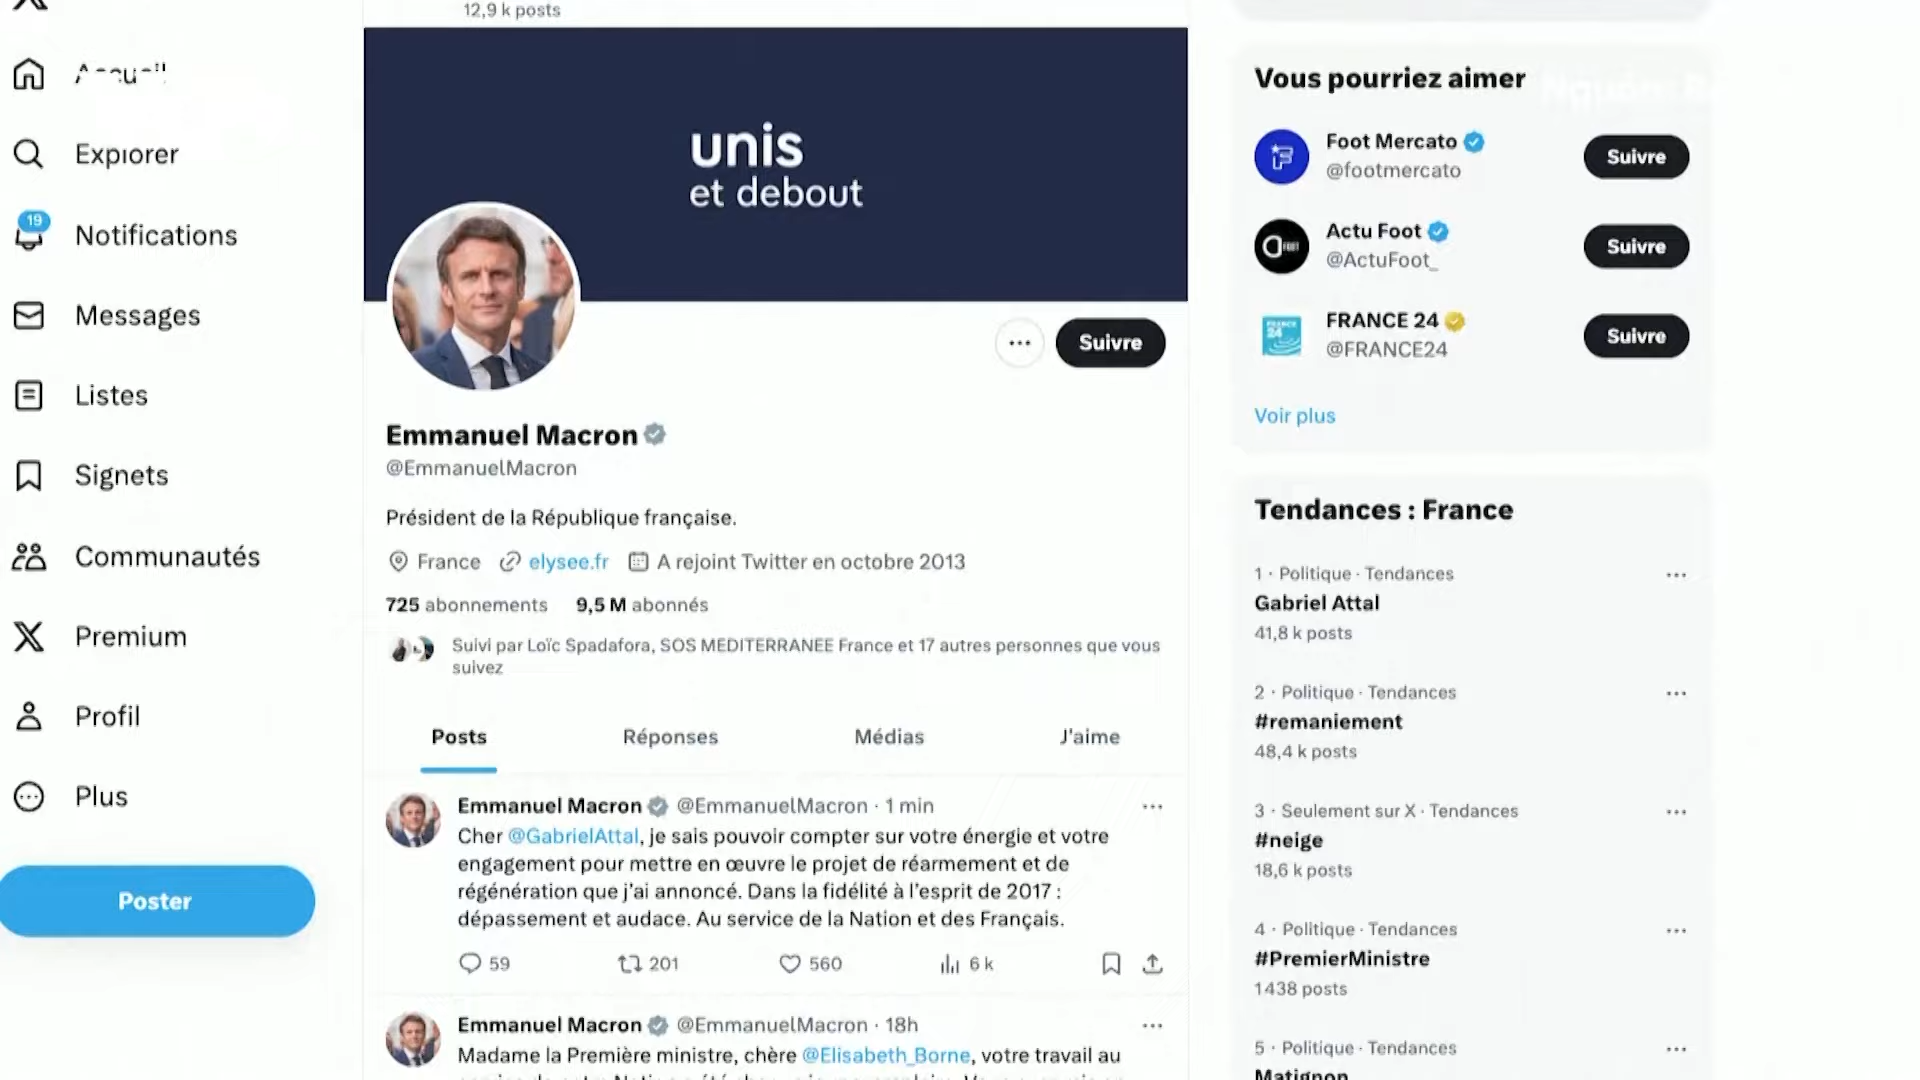 12,9 k posts
Accueil
Explorer
19
Notifications
Messages
Listes
Signets
Communautés
Premium
Profil
Plus
Poster
unis
et debout
Suivre
Emmanuel Macron
@EmmanuelMacron
Président de la République française.
France elysee.fr A rejoint Twitter en octobre 2013
725 abonnements 9,5 M abonnés
Suivi par Loïc Spadafora, SOS MEDITERRANEE France et 17 autres personnes que vous
suivez
Posts Réponses Médias J'aime
Emmanuel Macron @EmmanuelMacron · 1 min
Cher @GabrielAttal, je sais pouvoir compter sur votre énergie et votre
engagement pour mettre en œuvre le projet de réarmement et de
régénération que j’ai annoncé. Dans la fidélité à l’esprit de 2017 :
dépassement et audace. Au service de la Nation et des Français.
59 201 560 6 k
Emmanuel Macron @EmmanuelMacron · 18h
Madame la Première ministre, chère @Elisabeth_Borne, votre travail au
Vous pourriez aimer
Foot Mercato
@footmercato
Suivre
Actu Foot
@ActuFoot_
Suivre
FRANCE 24
@FRANCE24
Suivre
Voir plus
Tendances : France
1 · Politique · Tendances
Gabriel Attal
41,8 k posts
2 · Politique · Tendances
#remaniement
48,4 k posts
3 · Seulement sur X · Tendances
#neige
18,6 k posts
4 · Politique · Tendances
#PremierMinistre
1 438 posts
5 · Politique · Tendances
Matignon